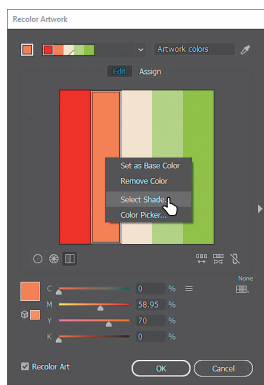 Recolor Artwork
Artwork colors
Edit Assign
Set as Base Color
Remove Color
Select Shade...
Color Picker...
None
C 0 %
M 58.95 %
Y 70 %
K 0 %
Recolor Art OK Cancel